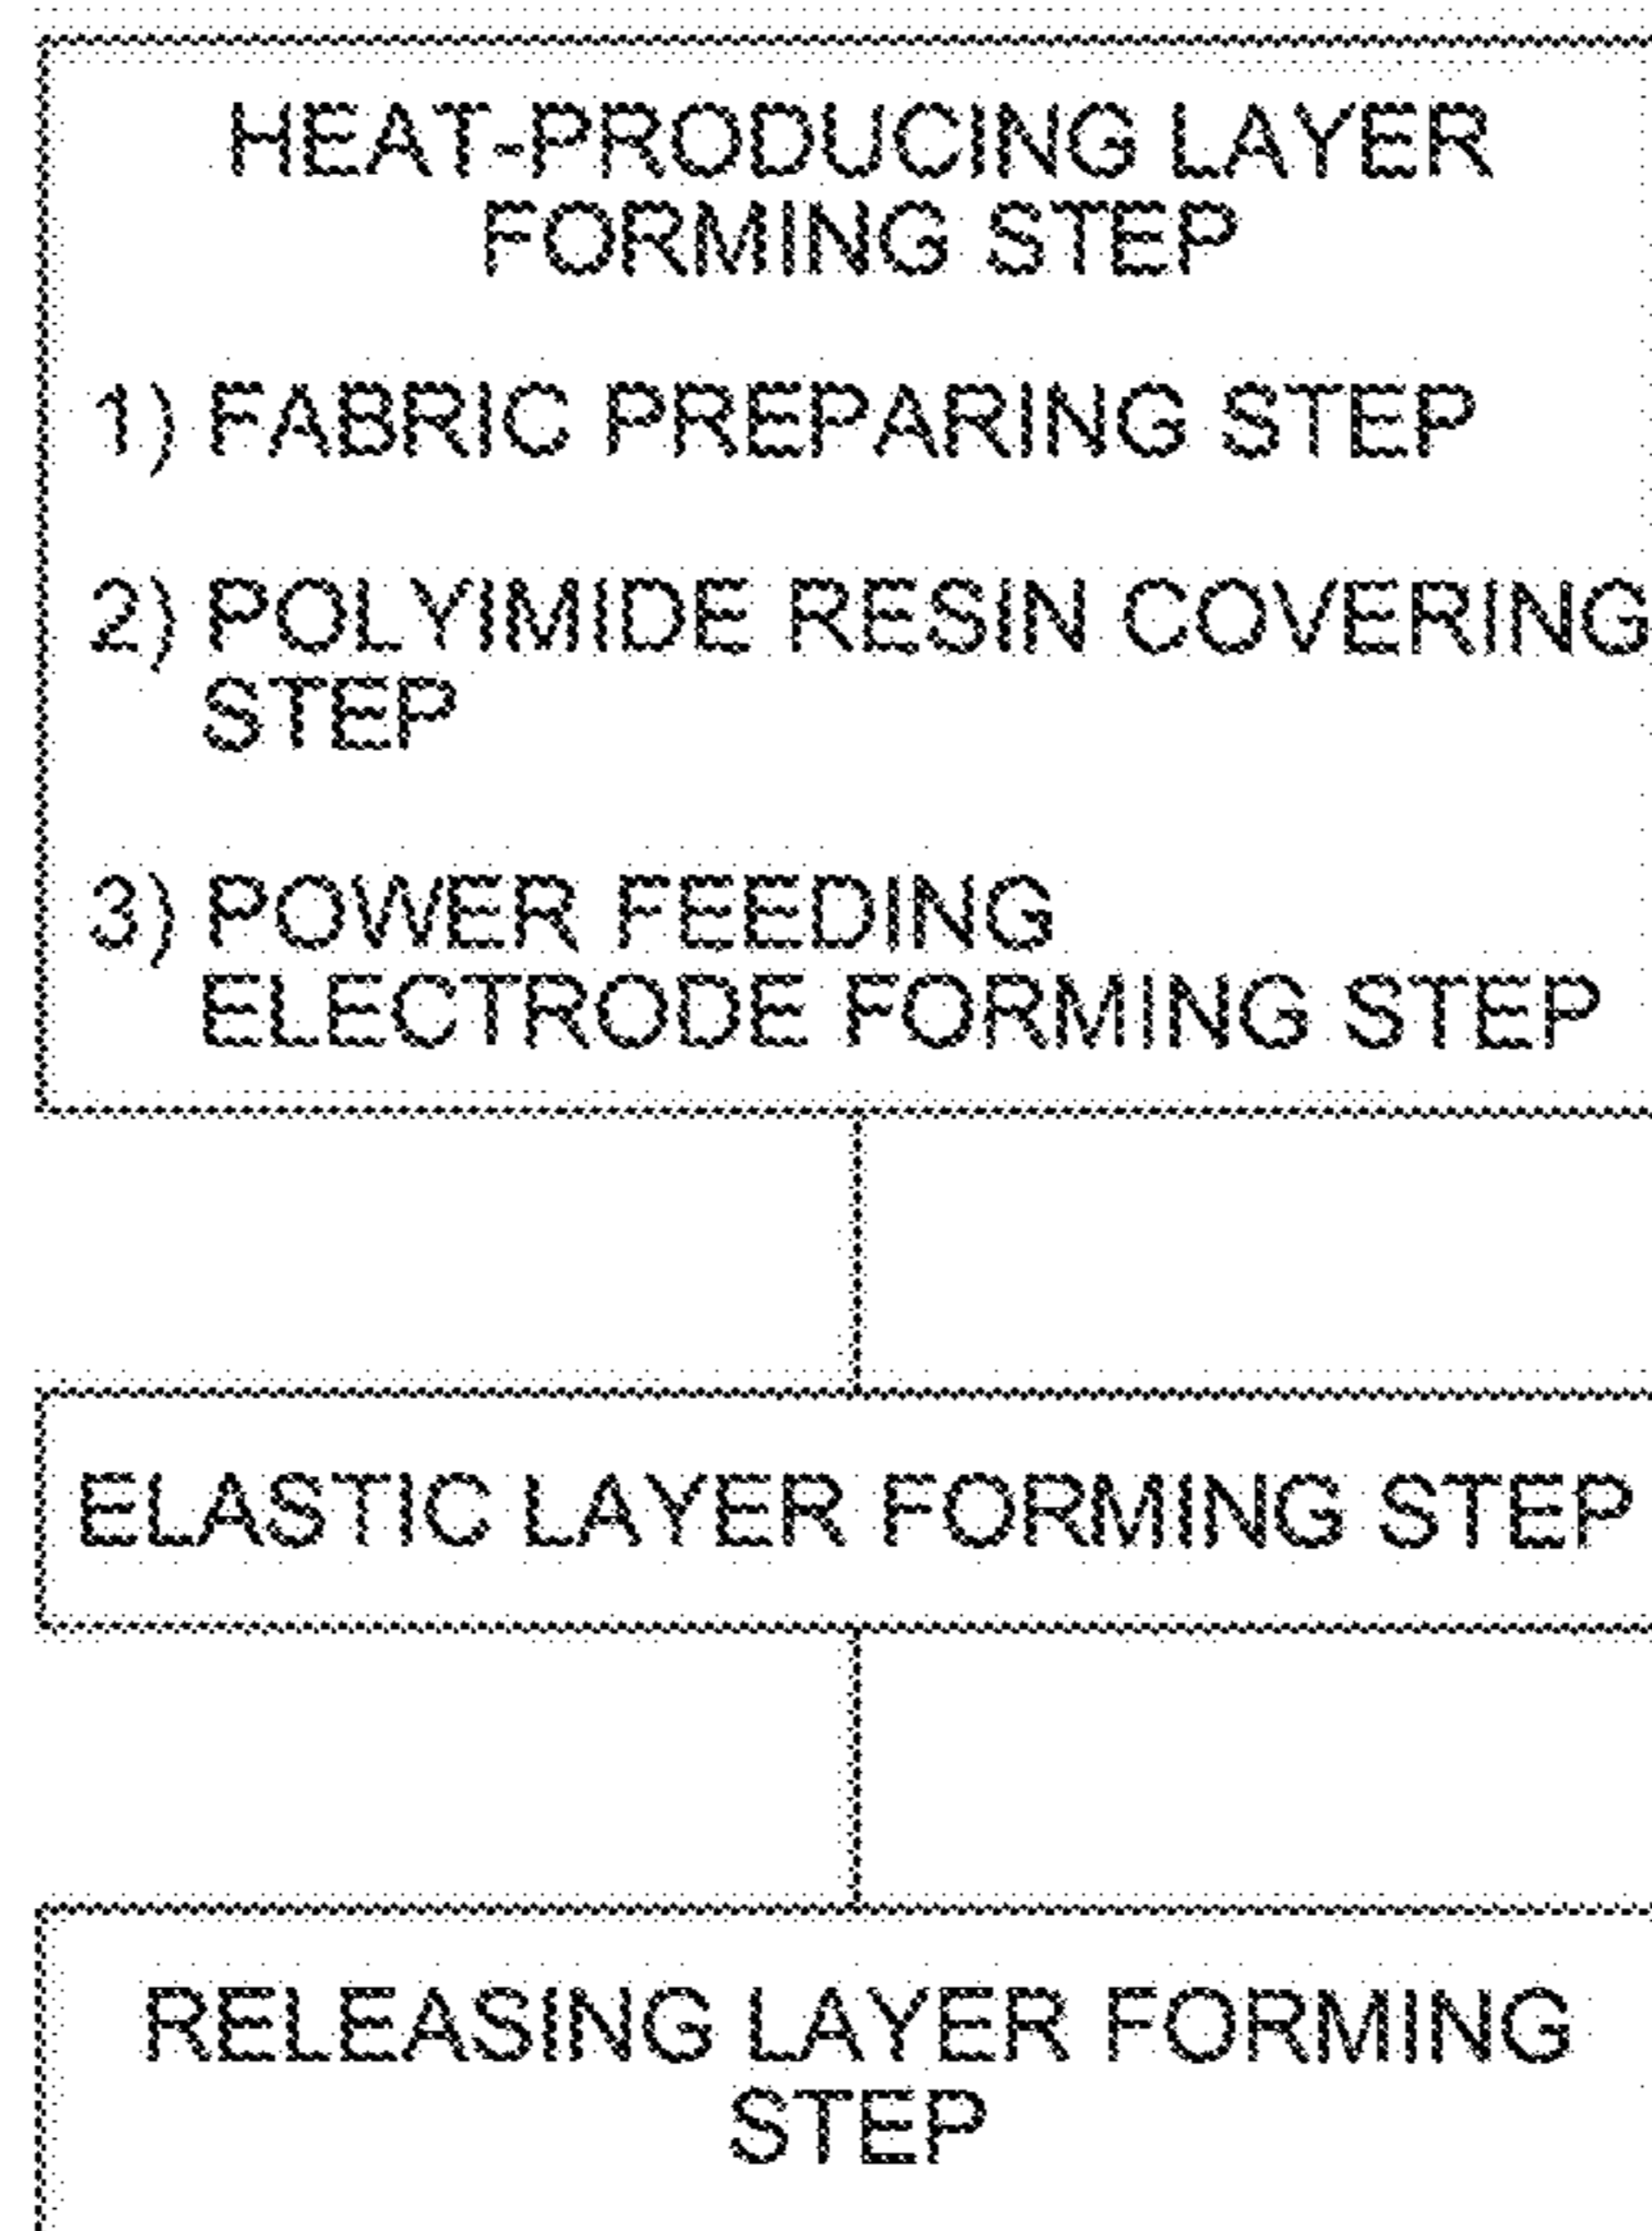 HEAT-PRODUCING LAYER
FORMING STEP
1) FABRIC PREPARING STEP
2) POLYIMIDE RESIN COVERING
STEP
3) POWER FEEDING
ELECTRODE FORMING STEP
ELASTIC LAYER FORMING STEP
RELEASING LAYER FORMING
STEP